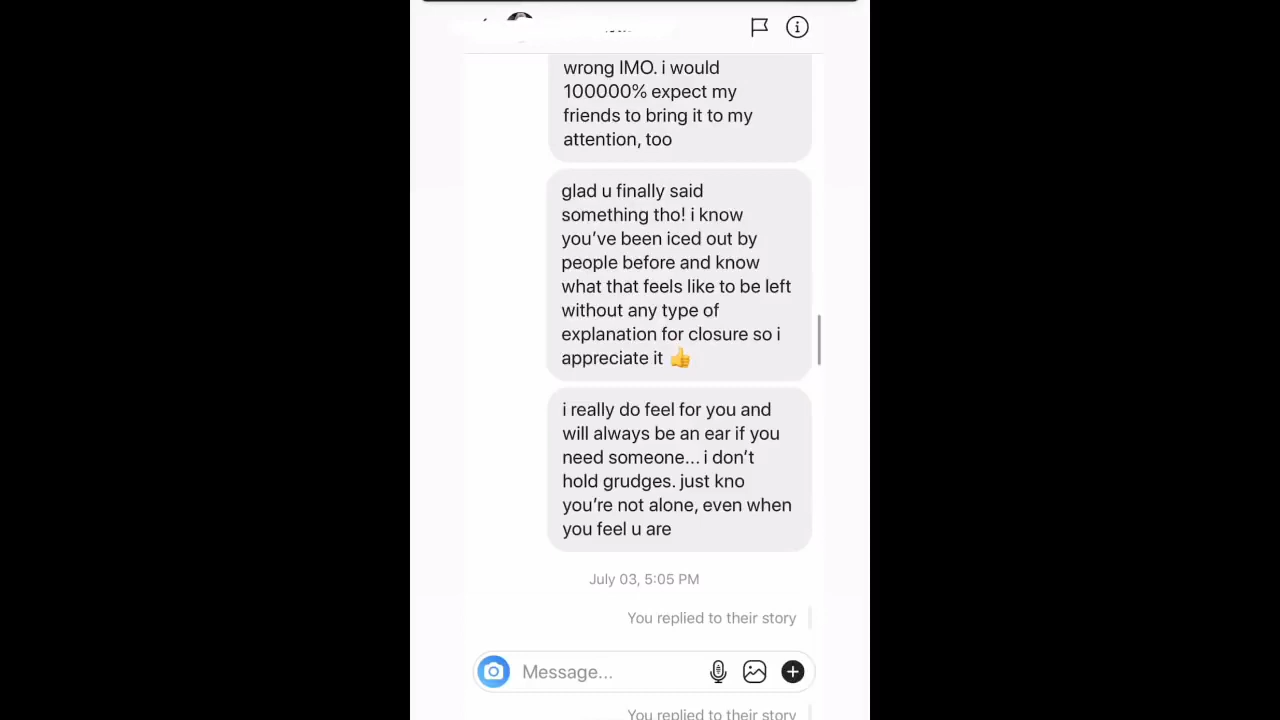 wrong IMO. i would
100000% expect my
friends to bring it to my
attention, too
glad u finally said
something tho! i know
you've been iced out by
people before and know
what that feels like to be left
without any type of
explanation for closure so i
appreciate it 👍
i really do feel for you and
will always be an ear if you
need someone... i don't
hold grudges. just kno
you're not alone, even when
you feel u are
July 03, 5:05 PM
You replied to their story
Message...
You replied to their story